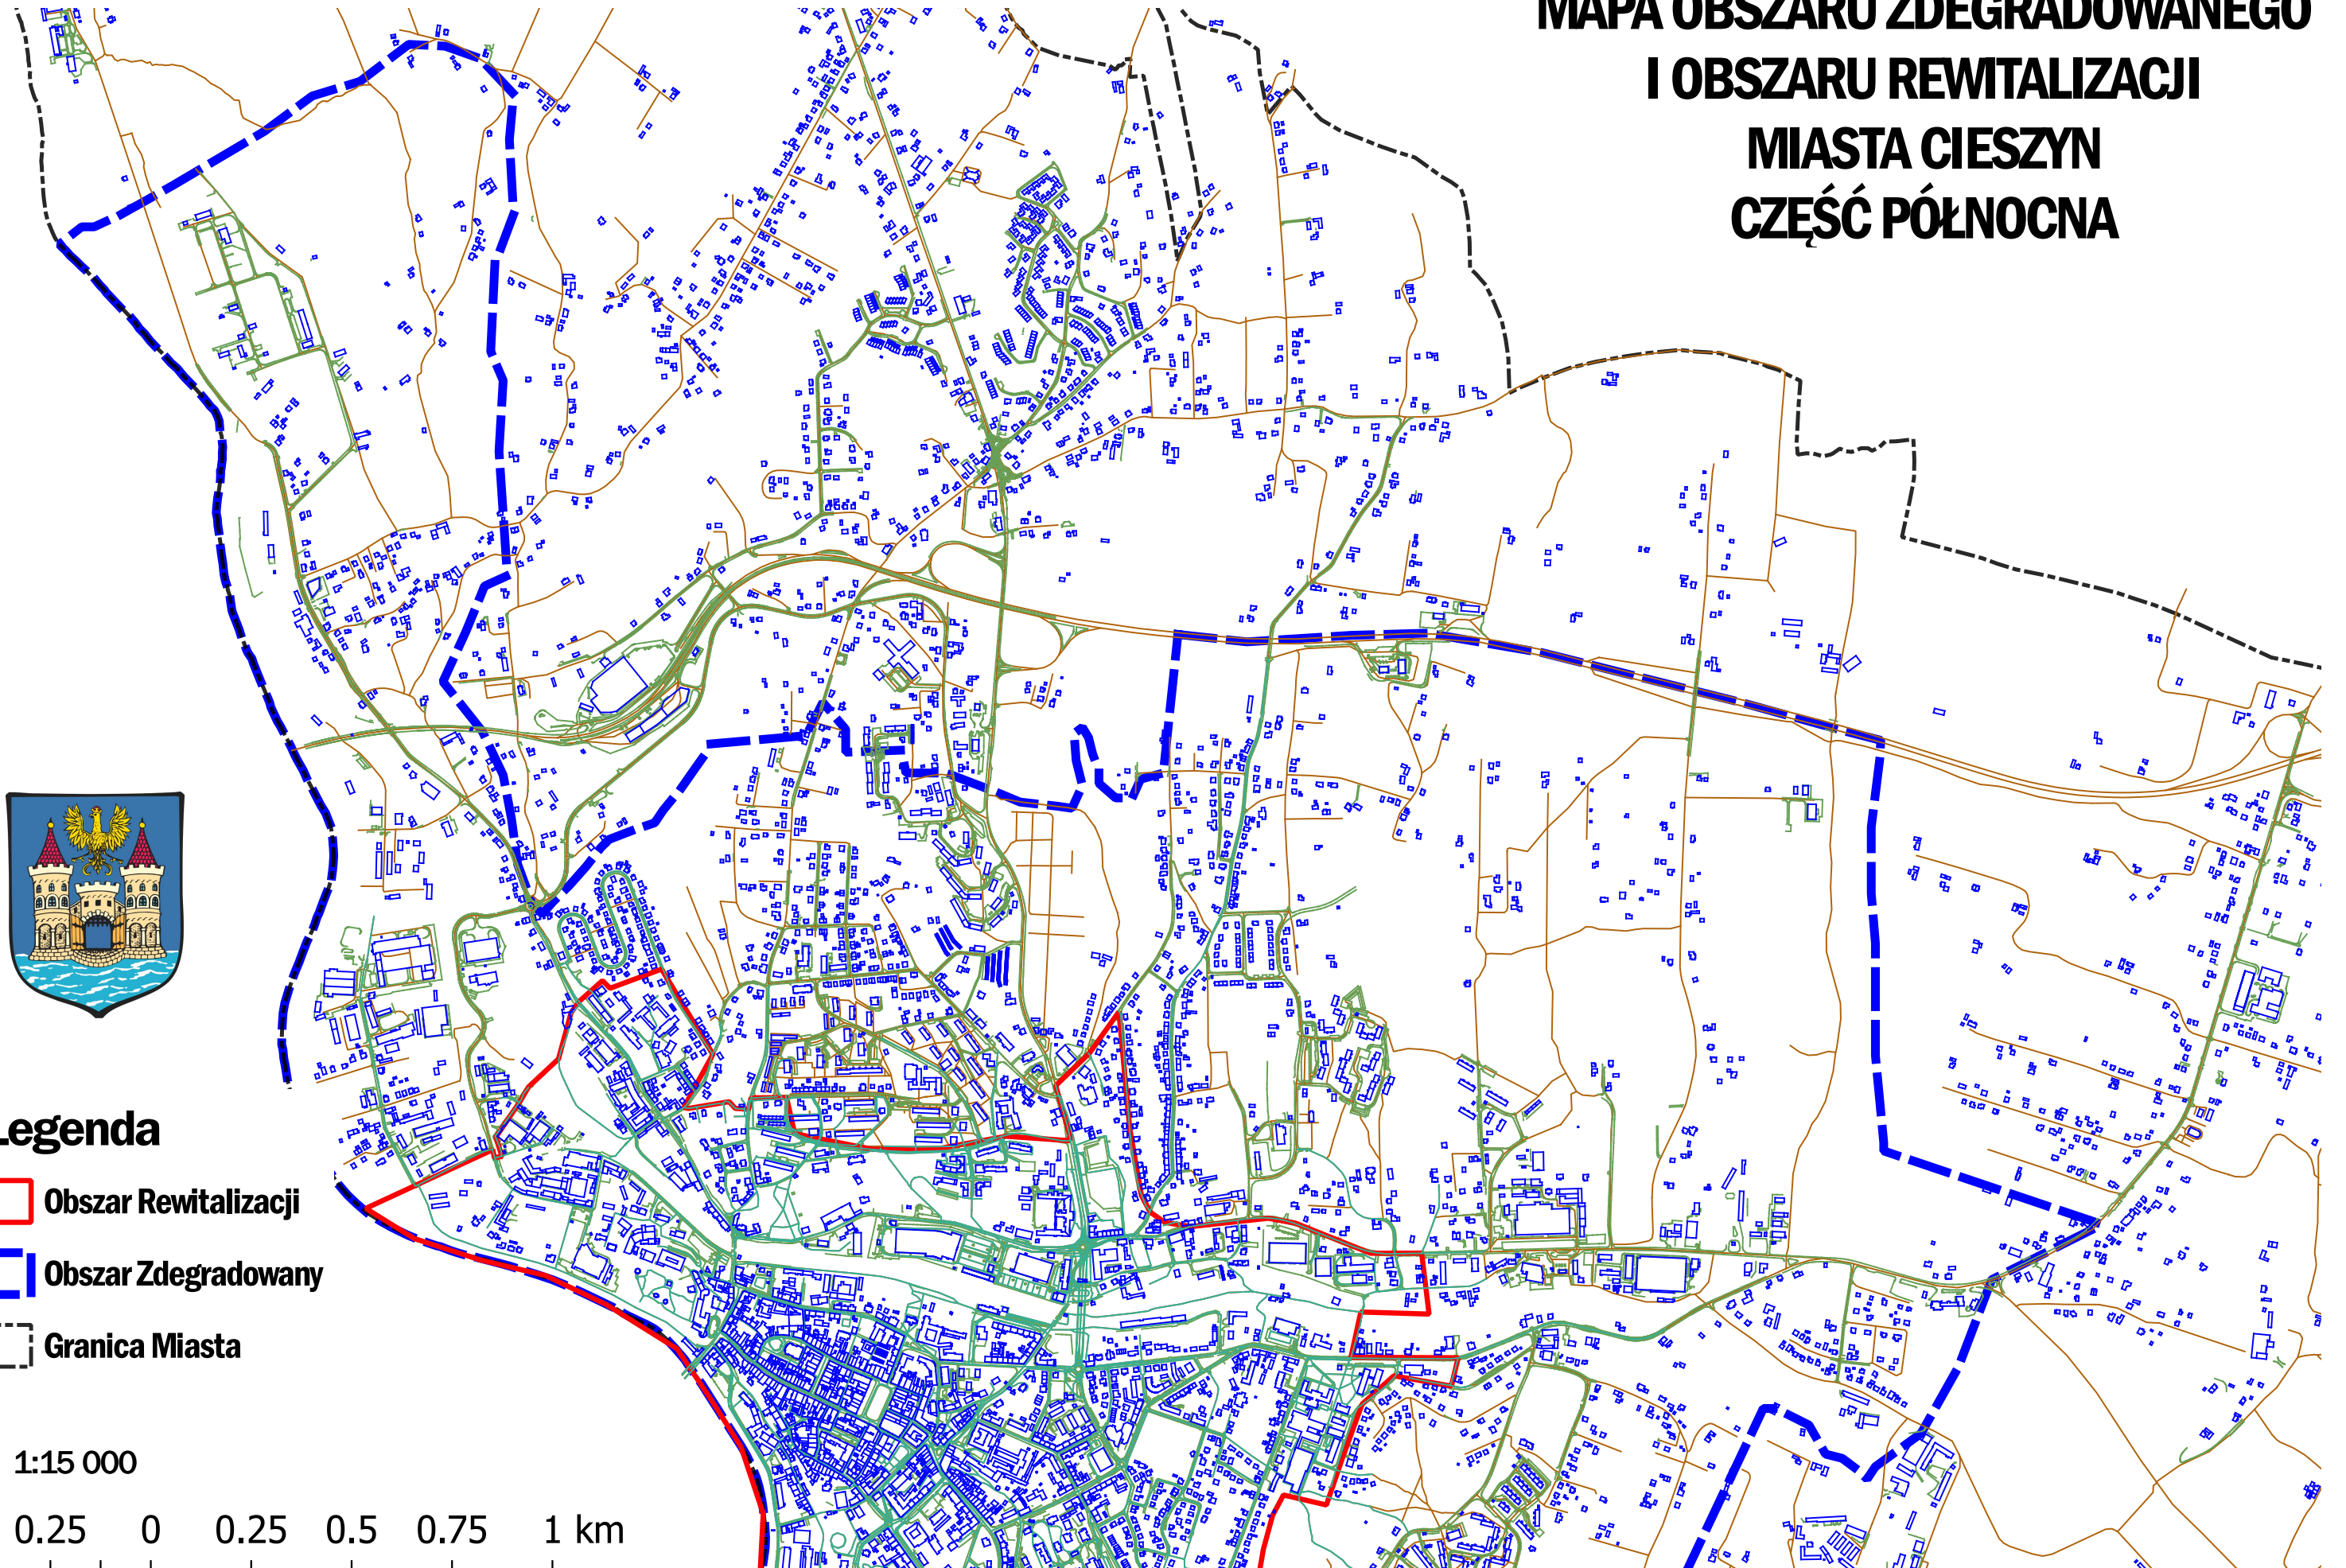 MAPA OBSZARU ZDEGRADOWANEGO
I OBSZARU REWITALIZACJI
MIASTA CIESZYN
CZĘŚĆ PÓŁNOCNA
Legenda
Obszar Rewitalizacji
Obszar Zdegradowany
Granica Miasta
1:15 000
0.25 0 0.25 0.5 0.75 1 km